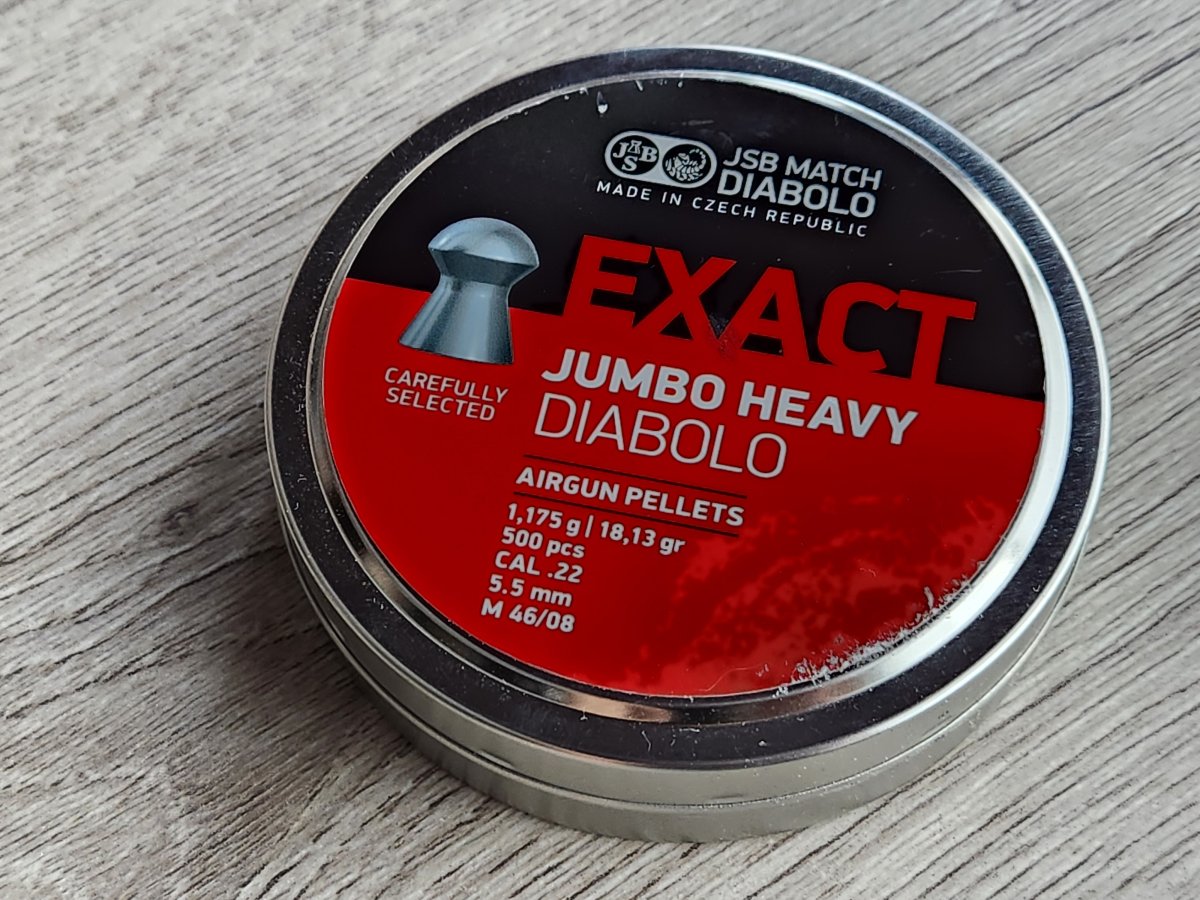 JSB
JSB MATCH
DIABOLO
MADE IN CZECH REPUBLIC
EXACT
JUMBO HEAVY
DIABOLO
CAREFULLY
SELECTED
AIRGUN PELLETS
1,175 g | 18,13 gr
500 pcs
CAL .22
5.5 mm
M 46/08